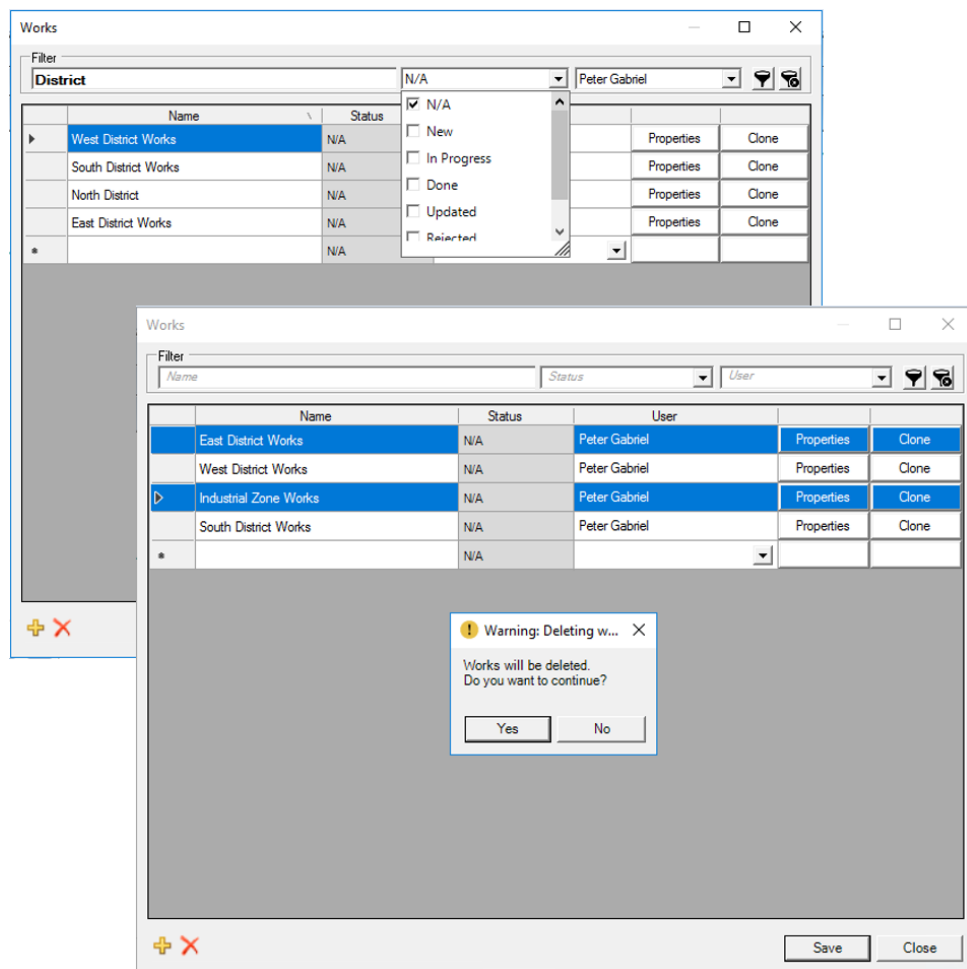 Works
Filter
District N/A Peter Gabriel
N/A
New
In Progress
Done
Updated
Rejected
Name Status
West District Works N/A Properties Clone
South District Works N/A Properties Clone
North District N/A Properties Clone
East District Works N/A Properties Clone
* N/A
Works
Filter
Name Status User
Name Status User
East District Works N/A Peter Gabriel Properties Clone
West District Works N/A Peter Gabriel Properties Clone
Industrial Zone Works N/A Peter Gabriel Properties Clone
South District Works N/A Peter Gabriel Properties Clone
* N/A
Warning: Deleting w...
Works will be deleted.
Do you want to continue?
Yes No
Save Close